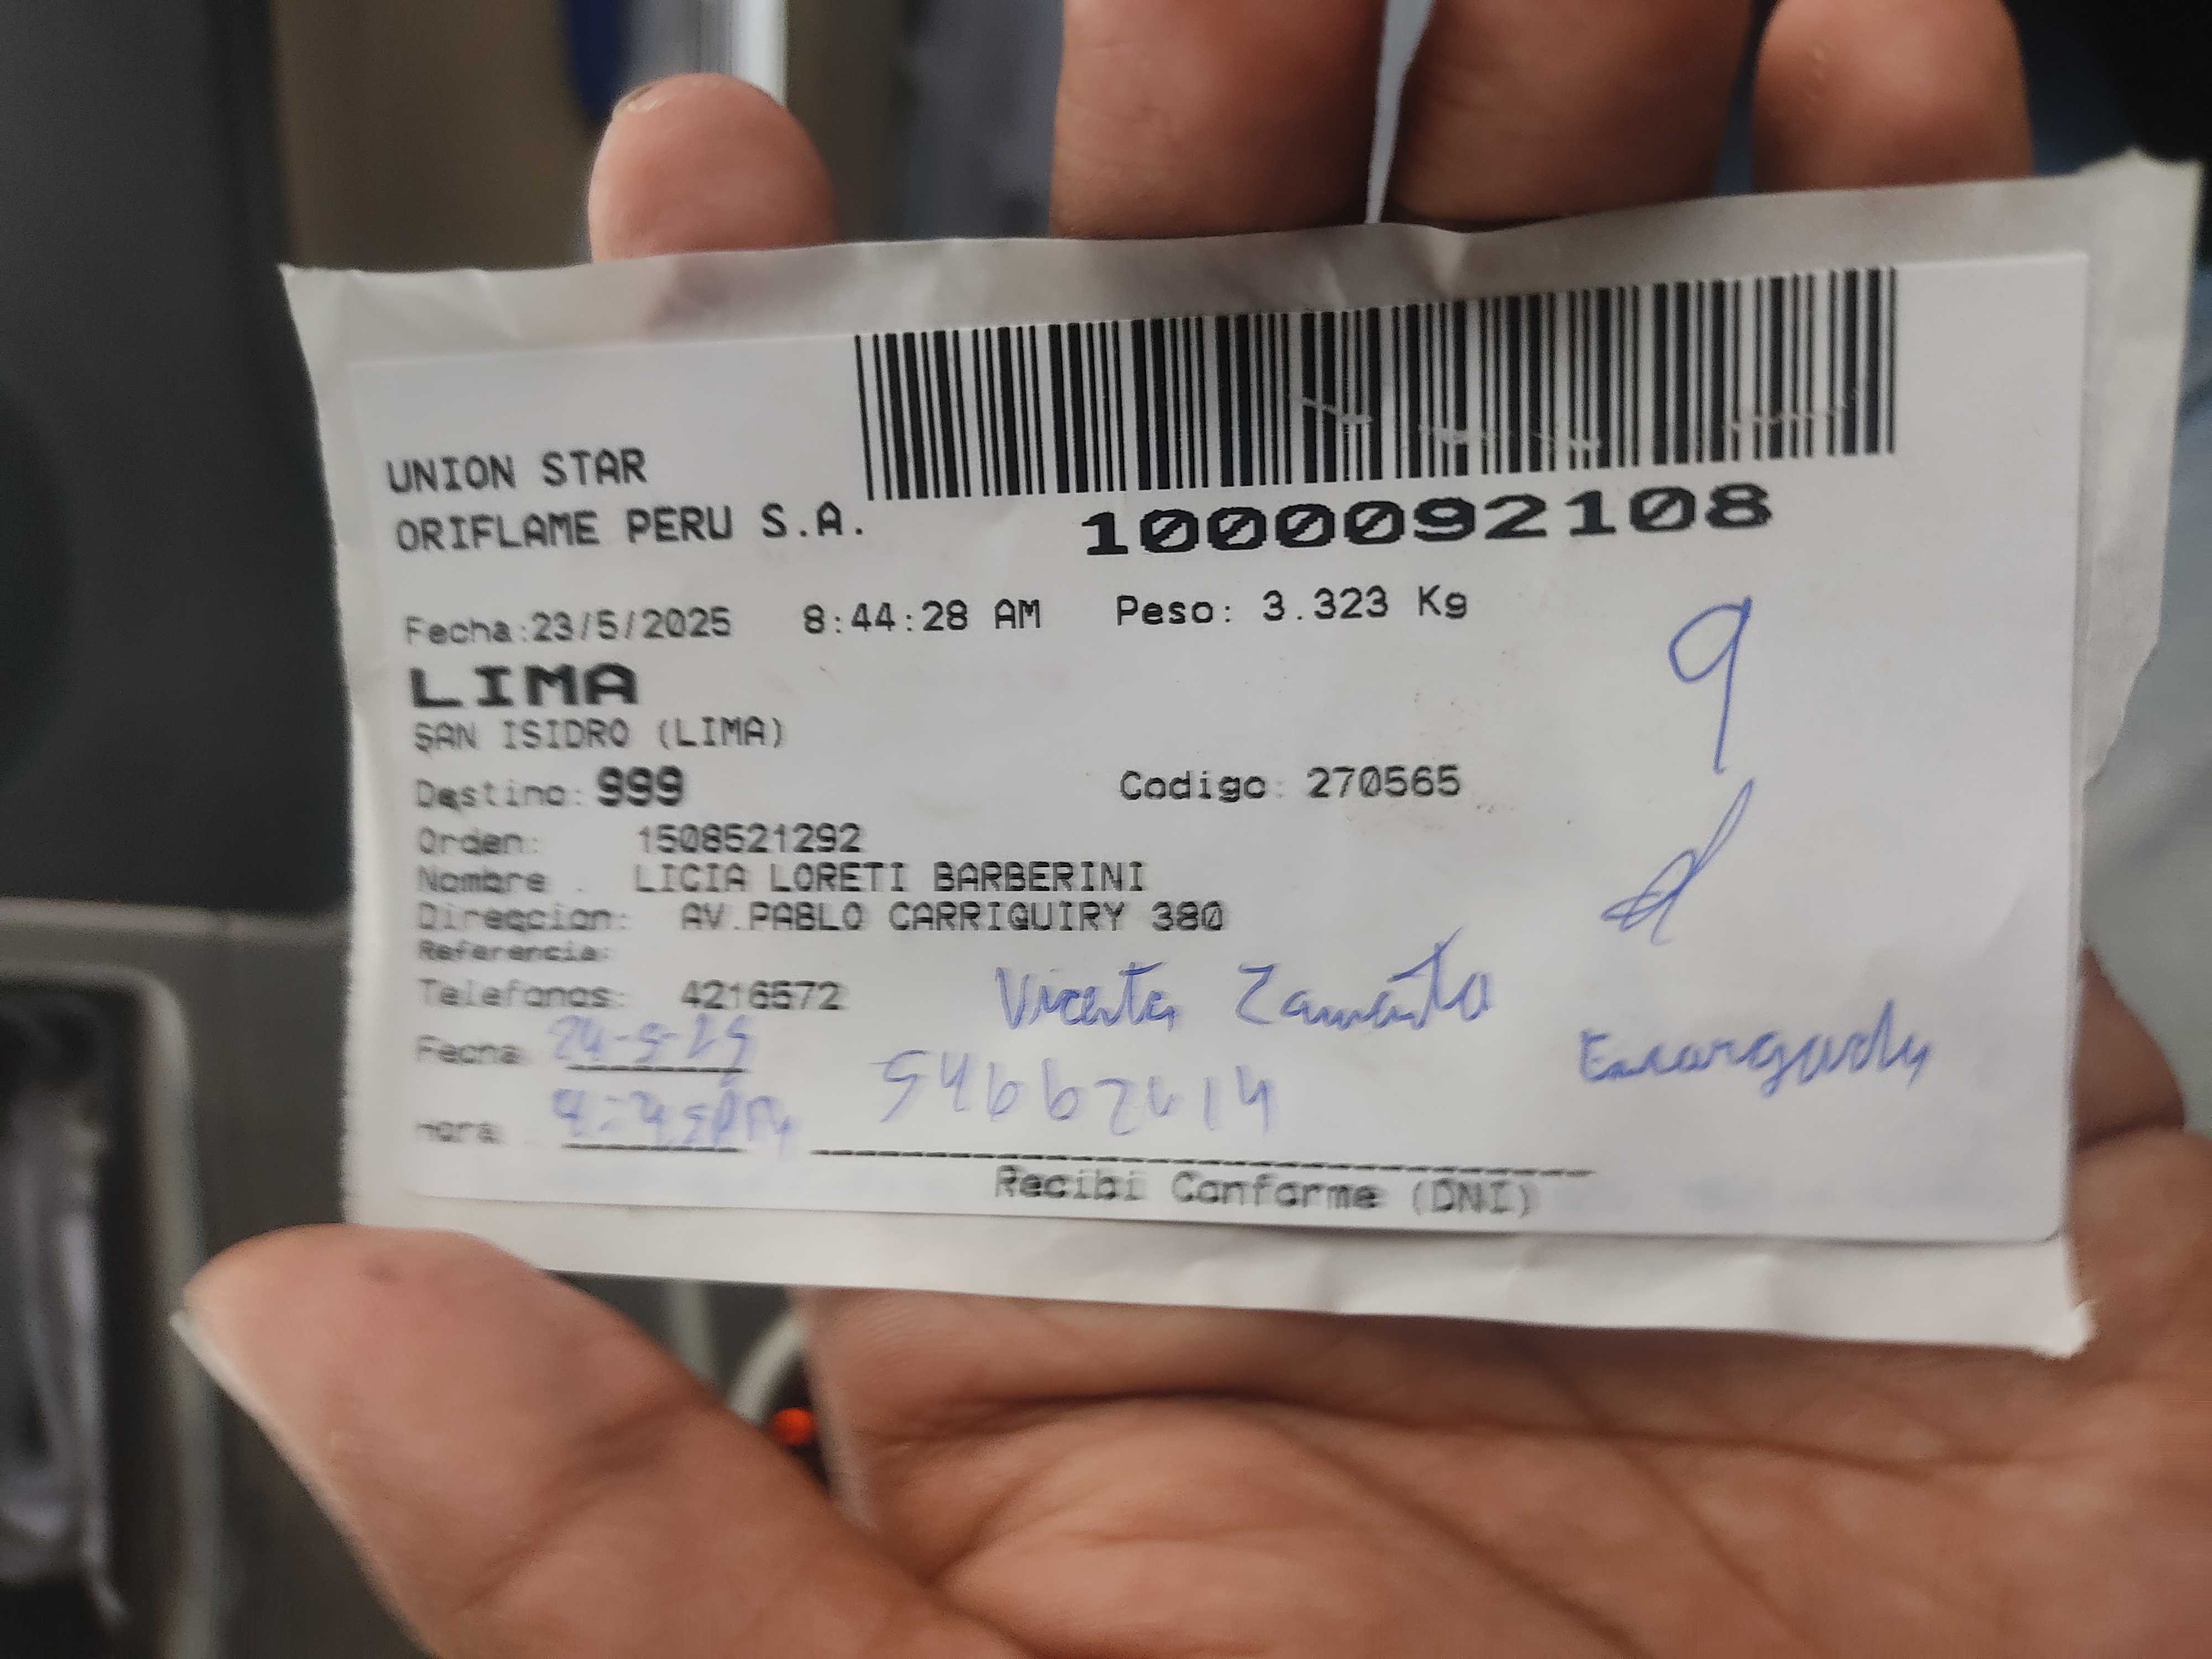 UNION STAR
ORIFLAME PERU S.A.
1000092108
Fecha:23/5/2025 8:44:28 AM Peso: 3.323 Kg
LIMA
SAN ISIDRO (LIMA)
Destino: 999 Codigo: 270565
Orden: 1508521292
Nombre : LICIA LORETI BARBERINI
Direccion: AV.PABLO CARRIQUIRY 380
Referencia:
Telefonos: 4216572
9
Fecha: 24-5-25
Hora:
Recibi Conforme (DNI)